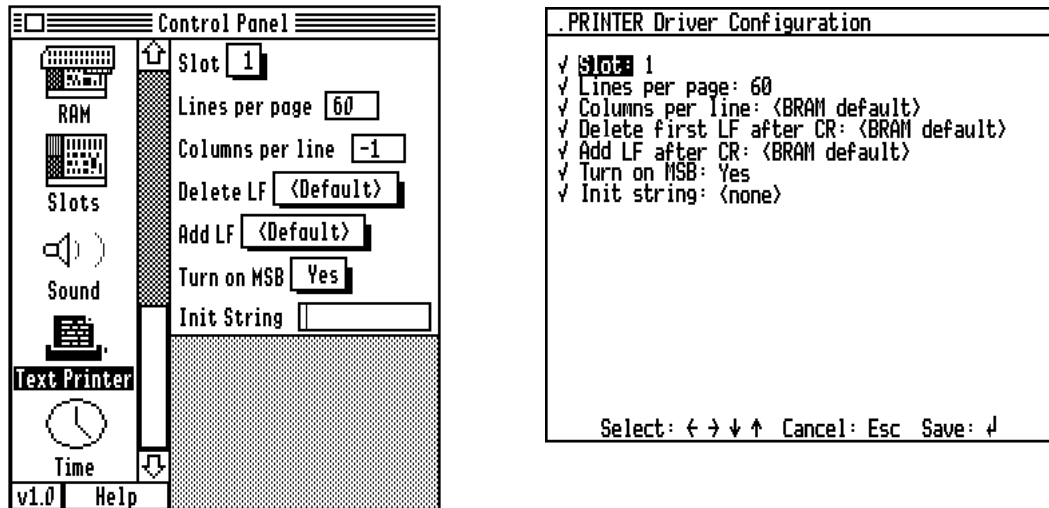 Control Panel
RAM
Slots
Sound
Text Printer
Time
v1.0 Help
Slot 1
Lines per page 60
Columns per line -1
Delete LF <Default>
Add LF <Default>
Turn on MSB Yes
Init String
.PRINTER Driver Configuration
√ Slot: 1
√ Lines per page: 60
√ Columns per line: <BRAM default>
√ Delete first LF after CR: <BRAM default>
√ Add LF after CR: <BRAM default>
√ Turn on MSB: Yes
√ Init string: <none>
Select: ← → ↓ ↑ Cancel: Esc Save: ↵